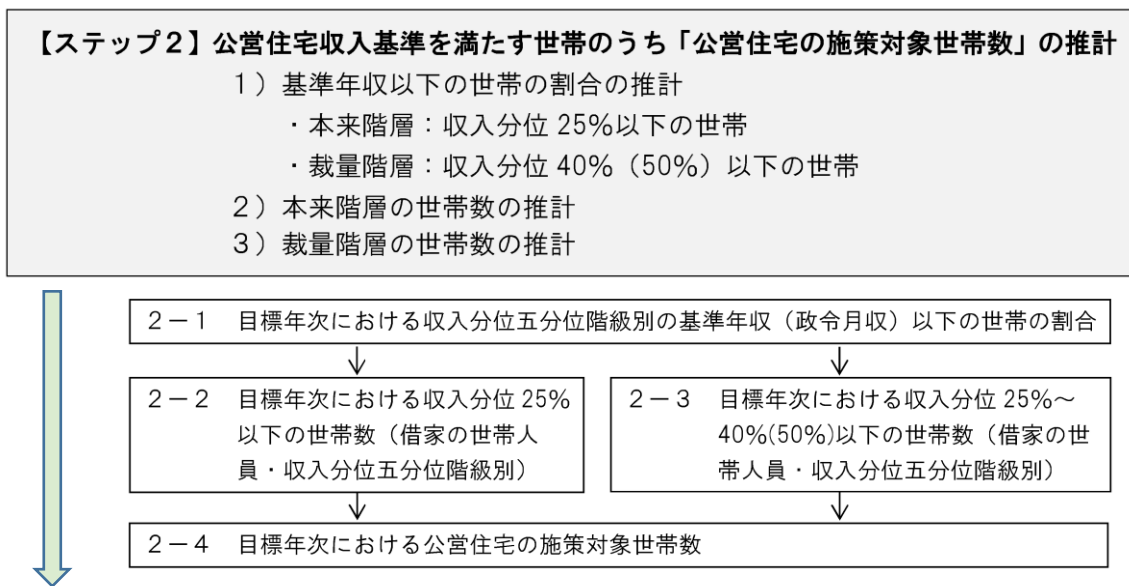 【ステップ２】公営住宅収入基準を満たす世帯のうち「公営住宅の施策対象世帯数」の推計
１）基準年収以下の世帯の割合の推計
・本来階層：収入分位 25％以下の世帯
・裁量階層：収入分位 40％（50％）以下の世帯
２）本来階層の世帯数の推計
３）裁量階層の世帯数の推計
２－１　目標年次における収入分位五分位階級別の基準年収（政令月収）以下の世帯の割合
２－２　目標年次における収入分位 25％
以下の世帯数（借家の世帯人
員・収入分位五分位階級別）
２－３　目標年次における収入分位 25％～
40％(50％)以下の世帯数（借家の世
帯人員・収入分位五分位階級別）
２－４　目標年次における公営住宅の施策対象世帯数